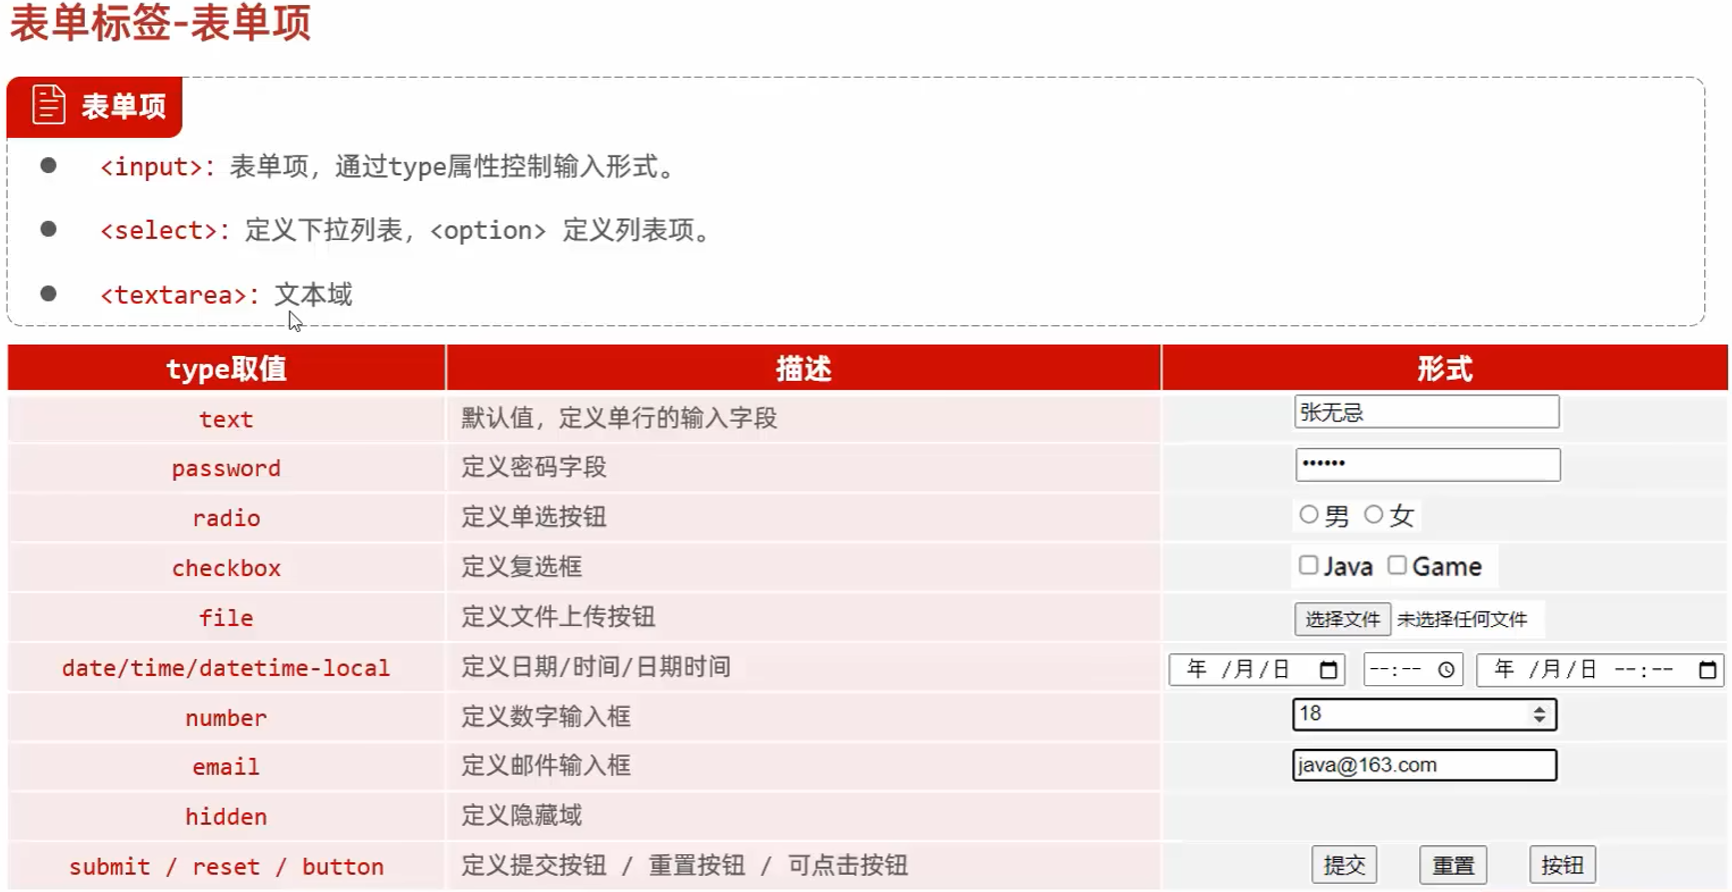 表单标签-表单项
表单项
<input>：表单项，通过type属性控制输入形式。
<select>：定义下拉列表，<option> 定义列表项。
<textarea>：文本域
type取值 描述 形式
text 默认值，定义单行的输入字段 张无忌
password 定义密码字段 ••••••
radio 定义单选按钮 男 女
checkbox 定义复选框 Java Game
file 定义文件上传按钮 选择文件 未选择任何文件
date/time/datetime-local 定义日期/时间/日期时间 年 /月/日 --:-- 年 /月/日 --:--
number 定义数字输入框 18
email 定义邮件输入框 java@163.com
hidden 定义隐藏域
submit / reset / button 定义提交按钮 / 重置按钮 / 可点击按钮 提交 重置 按钮